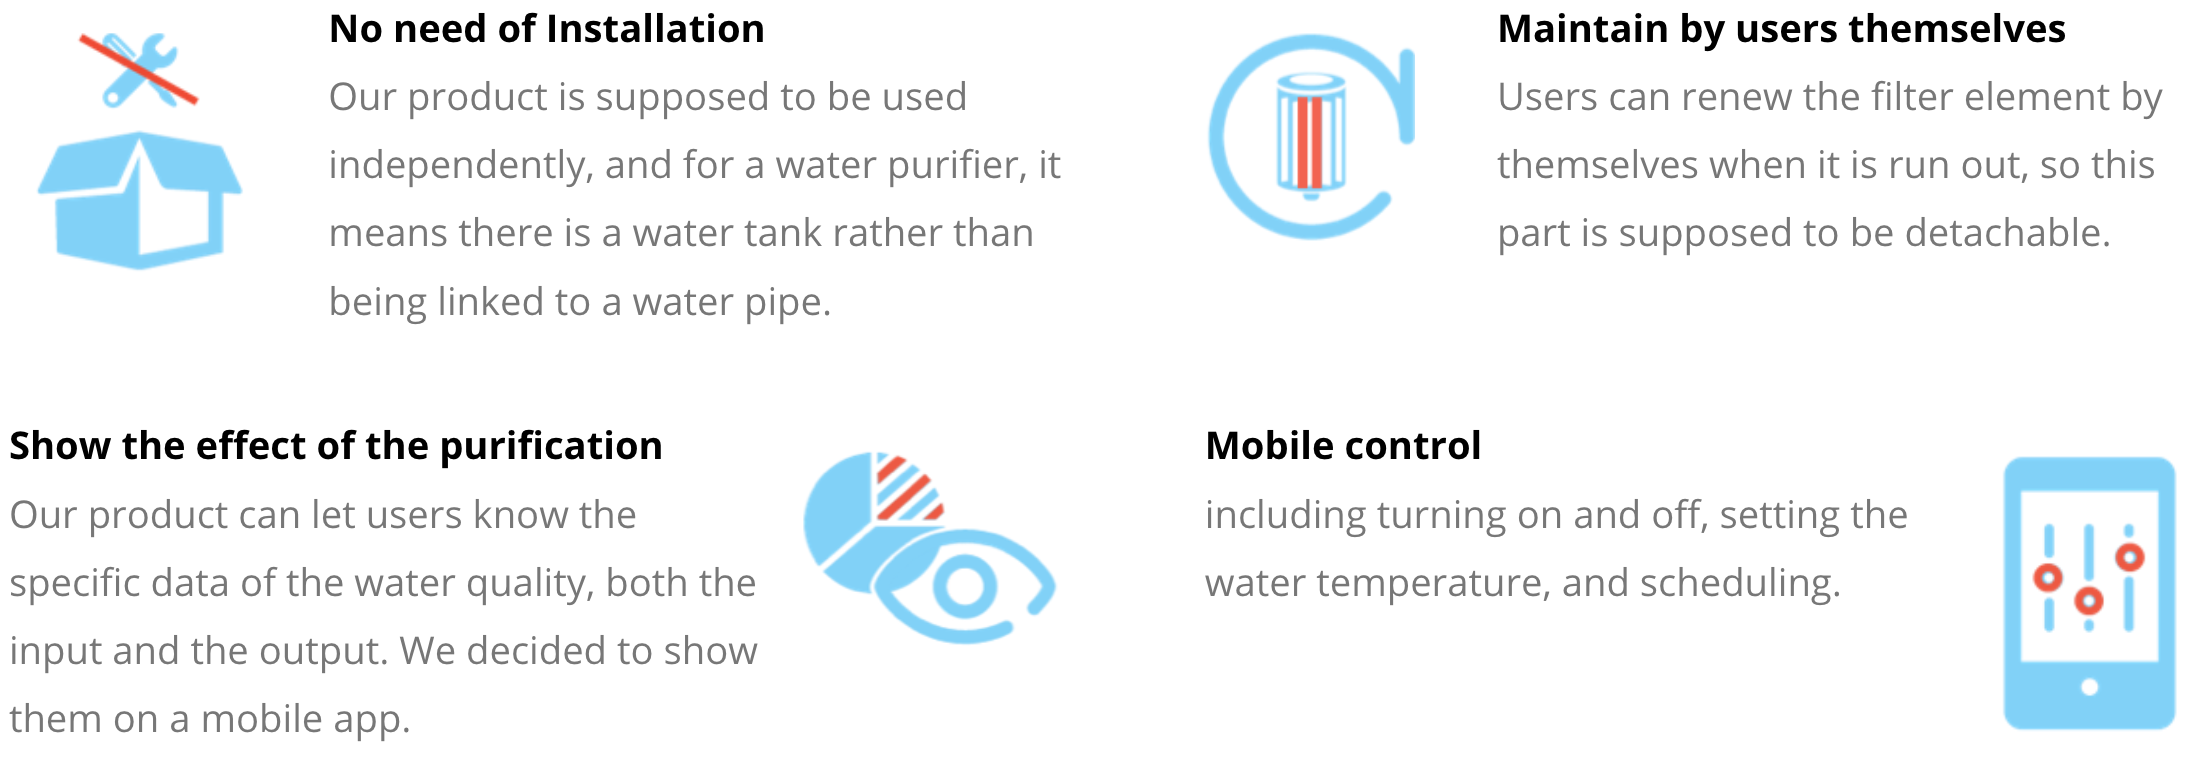 No need of Installation
Our product is supposed to be used
independently, and for a water purifier, it
means there is a water tank rather than
being linked to a water pipe.
Maintain by users themselves
Users can renew the filter element by
themselves when it is run out, so this
part is supposed to be detachable.
Show the effect of the purification
Our product can let users know the
specific data of the water quality, both the
input and the output. We decided to show
them on a mobile app.
Mobile control
including turning on and off, setting the
water temperature, and scheduling.